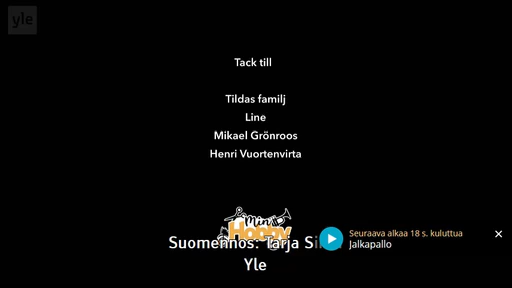 yle
Tack till
Tildas familj
Line
Mikael Grönroos
Henri Vuortenvirta
Min
Hobby
Suomennos: Tarja
Yle
Seuraava alkaa 18 s. kuluttua
Jalkapallo